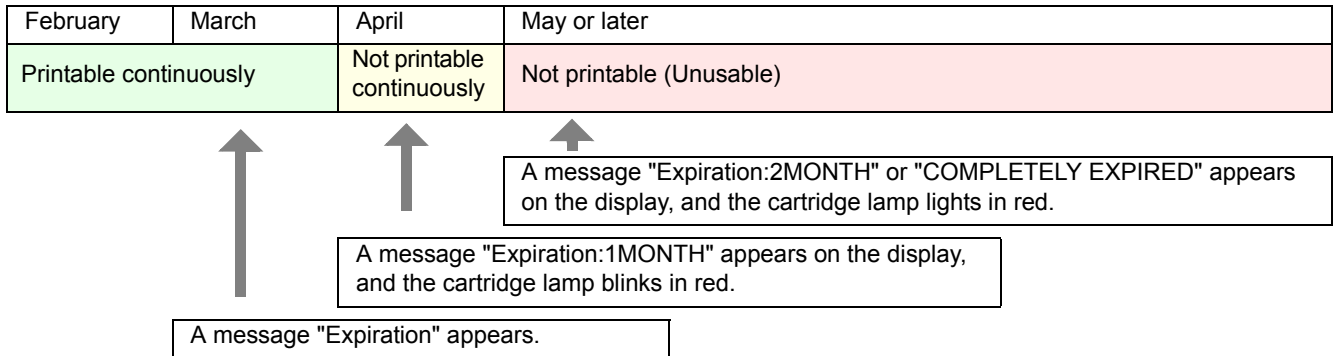 February March April May or later
Printable continuously
Not printable
continuously
Not printable (Unusable)
A message "Expiration:2MONTH" or "COMPLETELY EXPIRED" appears
on the display, and the cartridge lamp lights in red.
A message "Expiration:1MONTH" appears on the display,
and the cartridge lamp blinks in red.
A message "Expiration" appears.